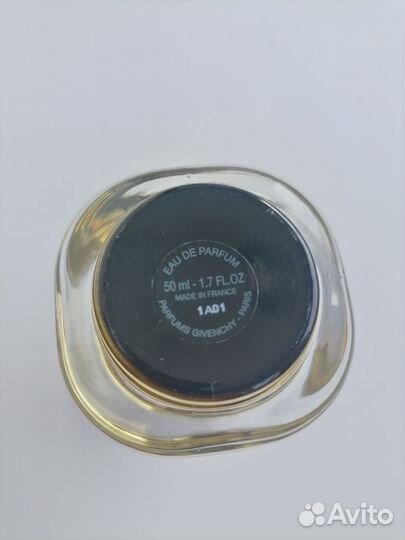 EAU DE PARFUM
50 ml - 1.7 FL.OZ
MADE IN FRANCE
1A01
PARFUMS GIVENCHY - PARIS
Avito